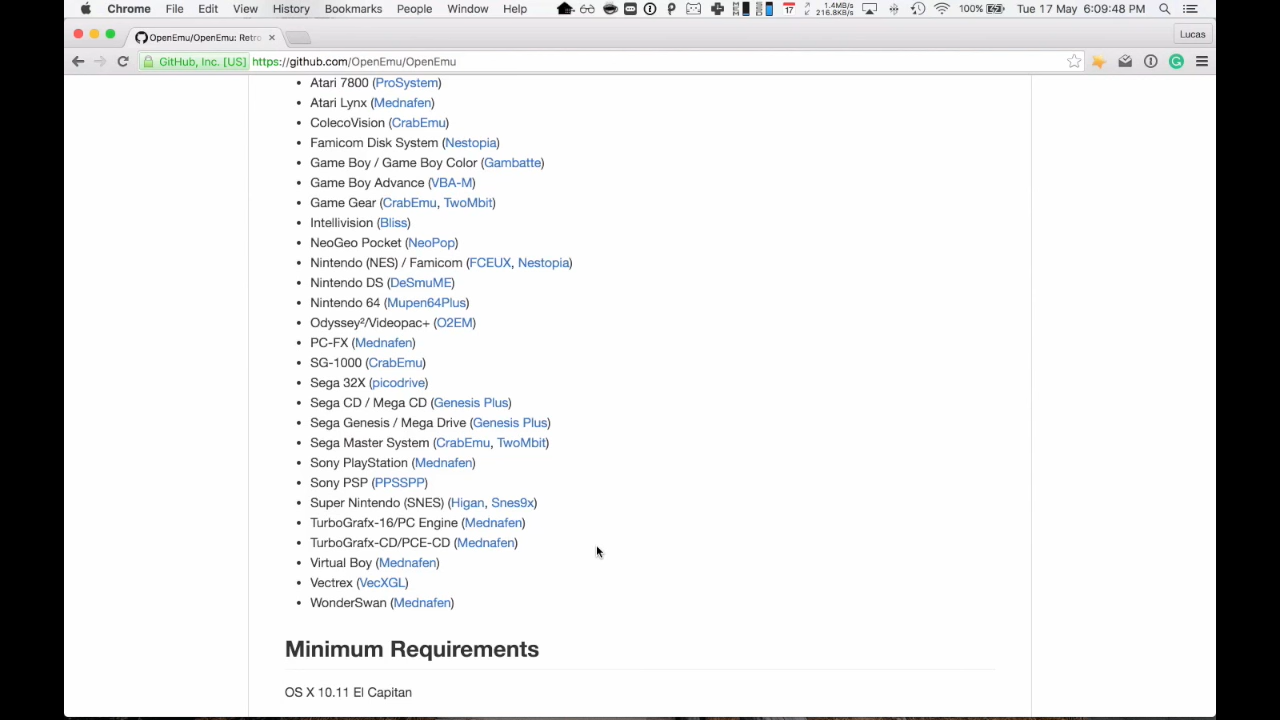 Chrome File Edit View History Bookmarks People Window Help 17 1.4MB/s 216.8KB/s 100% Tue 17 May 6:09:48 PM
OpenEmu/OpenEmu: Retro Lucas
GitHub, Inc. [US] https://github.com/OpenEmu/OpenEmu
Atari 7800 (ProSystem)
Atari Lynx (Mednafen)
ColecoVision (CrabEmu)
Famicom Disk System (Nestopia)
Game Boy / Game Boy Color (Gambatte)
Game Boy Advance (VBA-M)
Game Gear (CrabEmu, TwoMbit)
Intellivision (Bliss)
NeoGeo Pocket (NeoPop)
Nintendo (NES) / Famicom (FCEUX, Nestopia)
Nintendo DS (DeSmuME)
Nintendo 64 (Mupen64Plus)
Odyssey²/Videopac+ (O2EM)
PC-FX (Mednafen)
SG-1000 (CrabEmu)
Sega 32X (picodrive)
Sega CD / Mega CD (Genesis Plus)
Sega Genesis / Mega Drive (Genesis Plus)
Sega Master System (CrabEmu, TwoMbit)
Sony PlayStation (Mednafen)
Sony PSP (PPSSPP)
Super Nintendo (SNES) (Higan, Snes9x)
TurboGrafx-16/PC Engine (Mednafen)
TurboGrafx-CD/PCE-CD (Mednafen)
Virtual Boy (Mednafen)
Vectrex (VecXGL)
WonderSwan (Mednafen)
Minimum Requirements
OS X 10.11 El Capitan